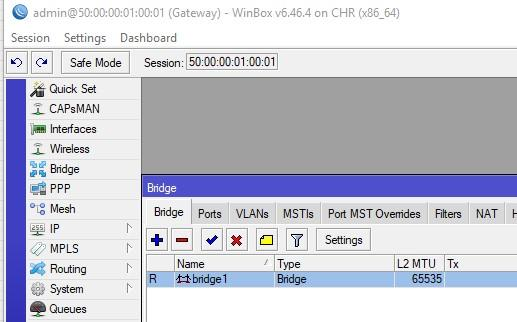 admin@50:00:00:01:00:01 (Gateway) - WinBox v6.46.4 on CHR (x86_64)
Session Settings Dashboard
Safe Mode Session: 50:00:00:01:00:01
Quick Set
CAPsMAN
Interfaces
Wireless
Bridge
PPP
Mesh
IP
MPLS
Routing
System
Queues
Bridge
Bridge Ports VLANs MSTIs Port MST Overrides Filters NAT H
Settings
Name Type L2 MTU Tx
R bridge1 Bridge 65535